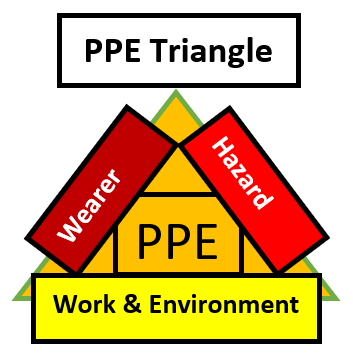 PPE Triangle
Wearer
Hazard
PPE
Work & Environment